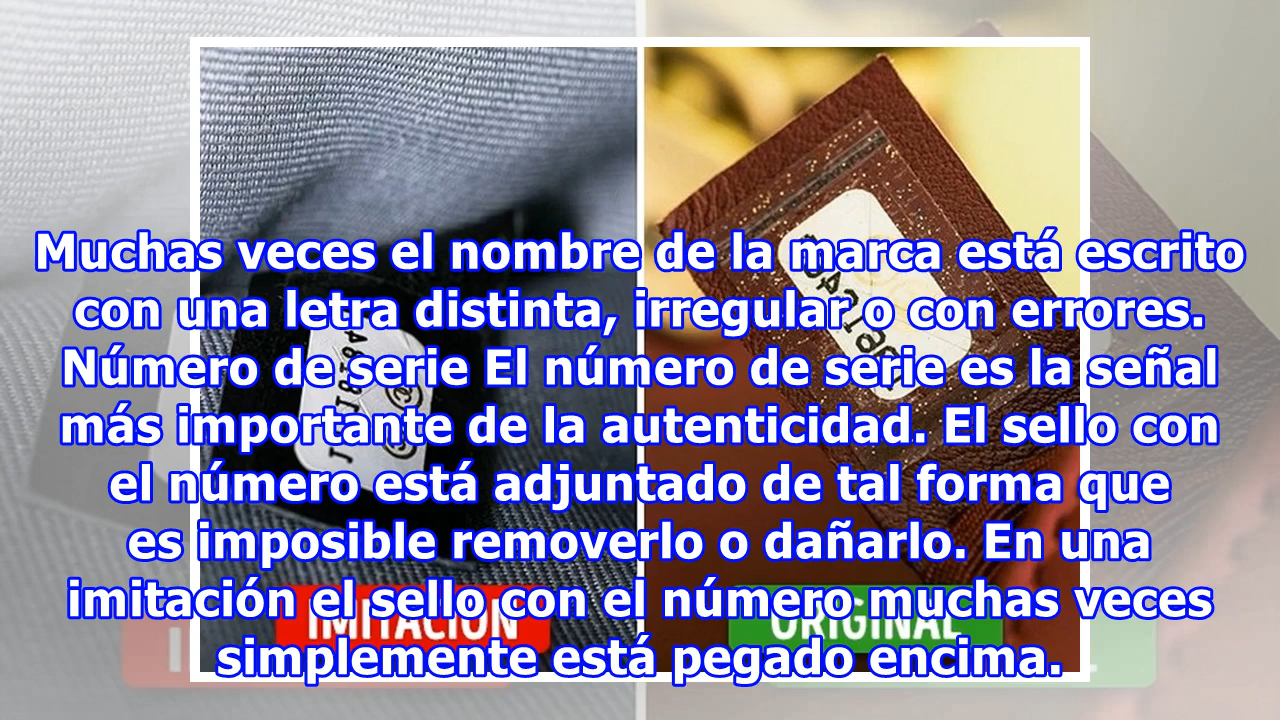 Muchas veces el nombre de la marca está escrito
con una letra distinta, irregular o con errores.
Número de serie El número de serie es la señal
más importante de la autenticidad. El sello con
el número está adjuntado de tal forma que
es imposible removerlo o dañarlo. En una
imitación el sello con el número muchas veces
simplemente está pegado encima.
IMITACIÓN
ORIGINAL